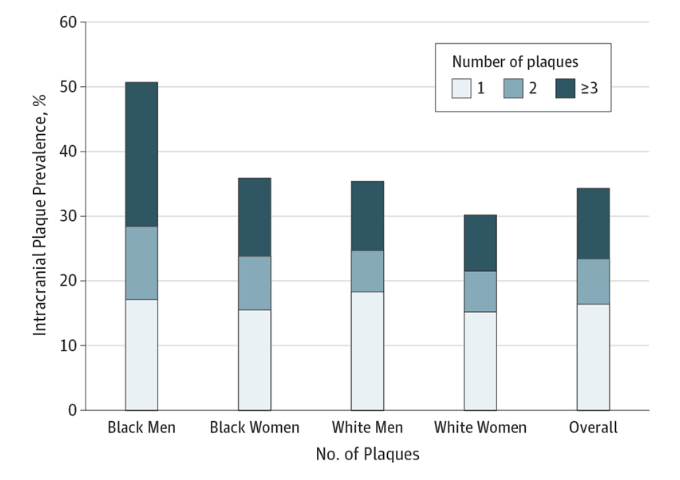 60
50
40
30
20
10
0
Intracranial Plaque Prevalence, %
Number of plaques
1 2 ≥3
Black Men Black Women White Men White Women Overall
No. of Plaques